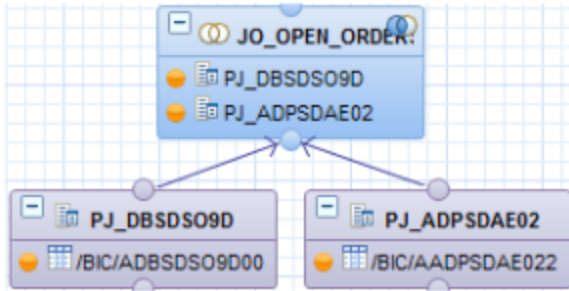 JO_OPEN_ORDER
PJ_DBSDSO9D
PJ_ADPSDAE02
PJ_DBSDSO9D
PJ_ADPSDAE02
/BIC/ADBSDSO9D00
/BIC/AADPSDAE022